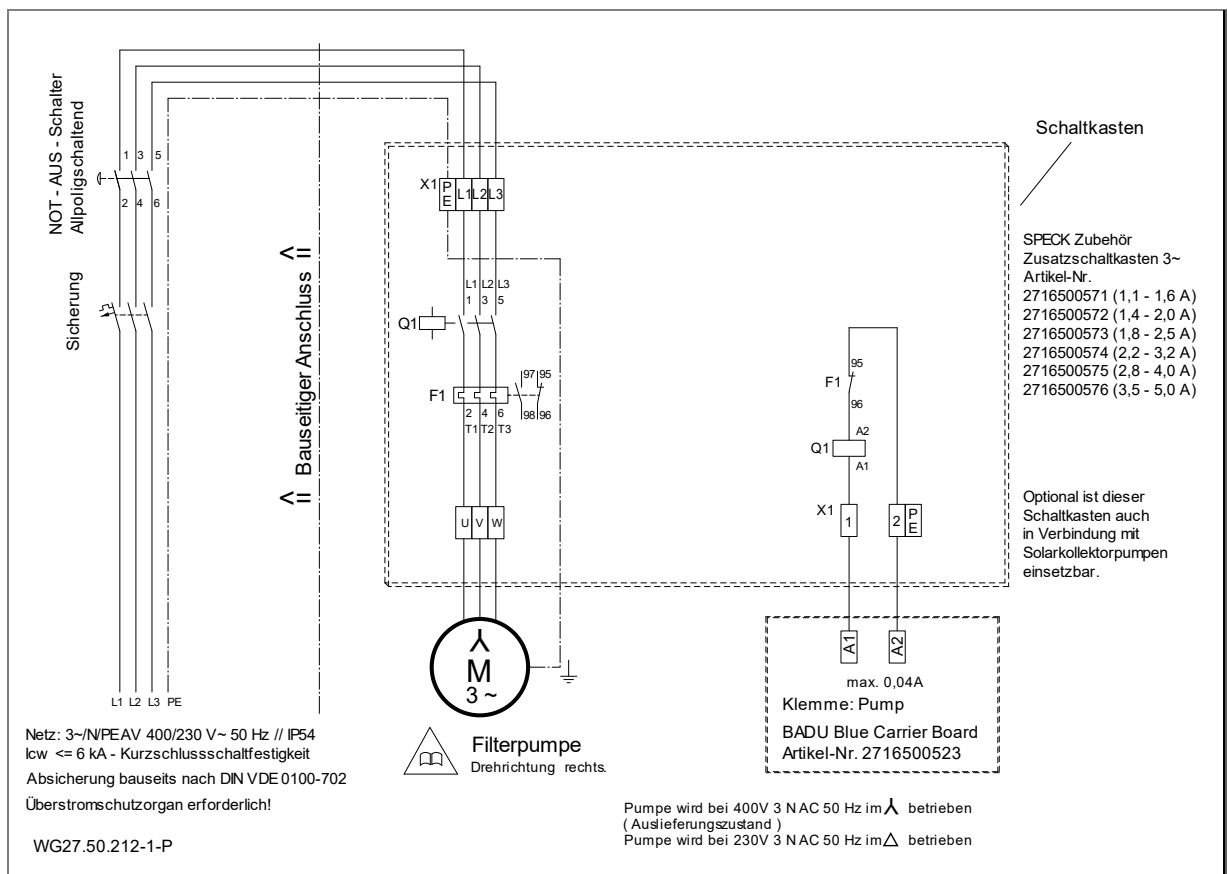 NOT - AUS - Schalter
Allpoligschaltend
1 3 5
2 4 6
Sicherung
<= Bauseitiger Anschluss <=
L1 L2 L3 PE
Netz: 3~/N/PE AV 400/230 V~ 50 Hz // IP54
Icw <= 6 kA - Kurzschlussschaltfestigkeit
Absicherung bauseits nach DIN VDE 0100-702
Überstromschutzorgan erforderlich!
WG27.50.212-1-P
X1 PE L1 L2 L3
L1 L2 L3
1 3 5
Q1
F1
97 95
98 96
2 4 6
T1 T2 T3
U V W
M
3 ~
Filterpumpe
Drehrichtung rechts.
95
F1
96
A2
Q1
A1
X1 1 2 PE
A1 A2
max. 0,04A
Klemme: Pump
BADU Blue Carrier Board
Artikel-Nr. 2716500523
Pumpe wird bei 400V 3 N AC 50 Hz im ⅄ betrieben
( Auslieferungszustand )
Pumpe wird bei 230V 3 N AC 50 Hz im △ betrieben
Schaltkasten
SPECK Zubehör
Zusatzschaltkasten 3~
Artikel-Nr.
2716500571 (1,1 - 1,6 A)
2716500572 (1,4 - 2,0 A)
2716500573 (1,8 - 2,5 A)
2716500574 (2,2 - 3,2 A)
2716500575 (2,8 - 4,0 A)
2716500576 (3,5 - 5,0 A)
Optional ist dieser
Schaltkasten auch
in Verbindung mit
Solarkollektorpumpen
einsetzbar.